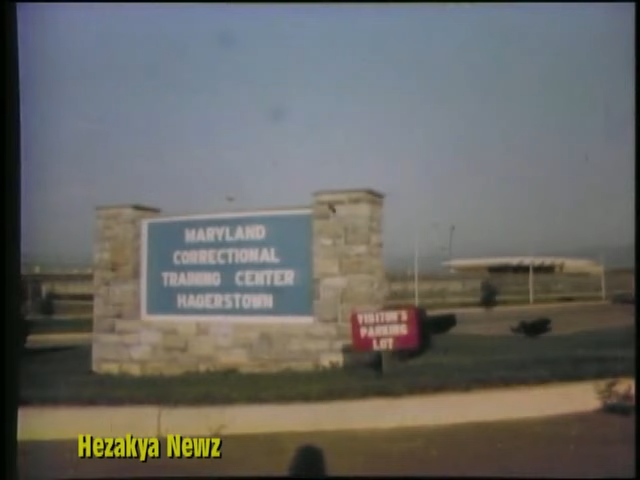 MARYLAND
CORRECTIONAL
TRAINING CENTER
HAGERSTOWN
VISITOR'S
PARKING
LOT
Hezakya Newz